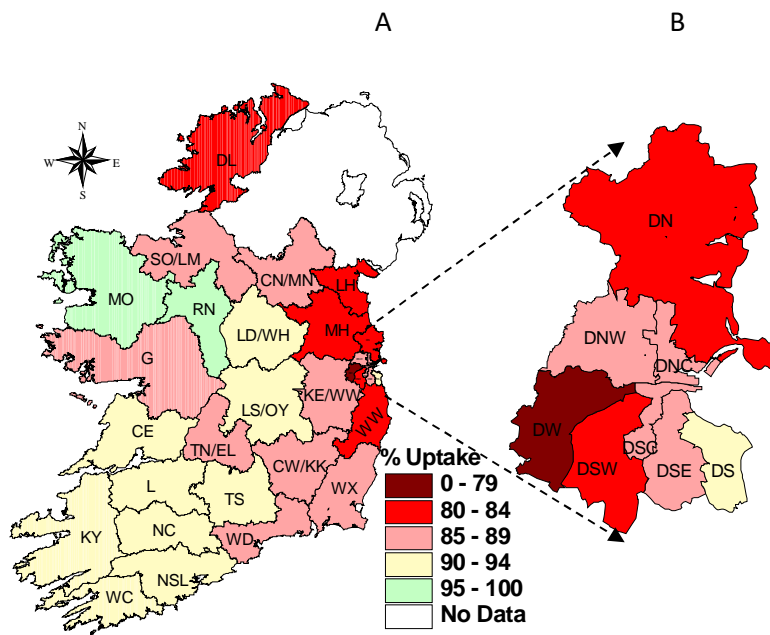 A
B
N
W E
S
DL
SO/LM
CN/MN
LH
MO
RN
MH
LD/WH
G
KE/WW
LS/OY
CE
TN/EL
WW
CW/KK
L
TS
WX
KY
NC
WD
NSL
WC
% Uptake
0 - 79
80 - 84
85 - 89
90 - 94
95 - 100
No Data
DN
DNW
DNC
DW
DSC
DSW
DSE
DS